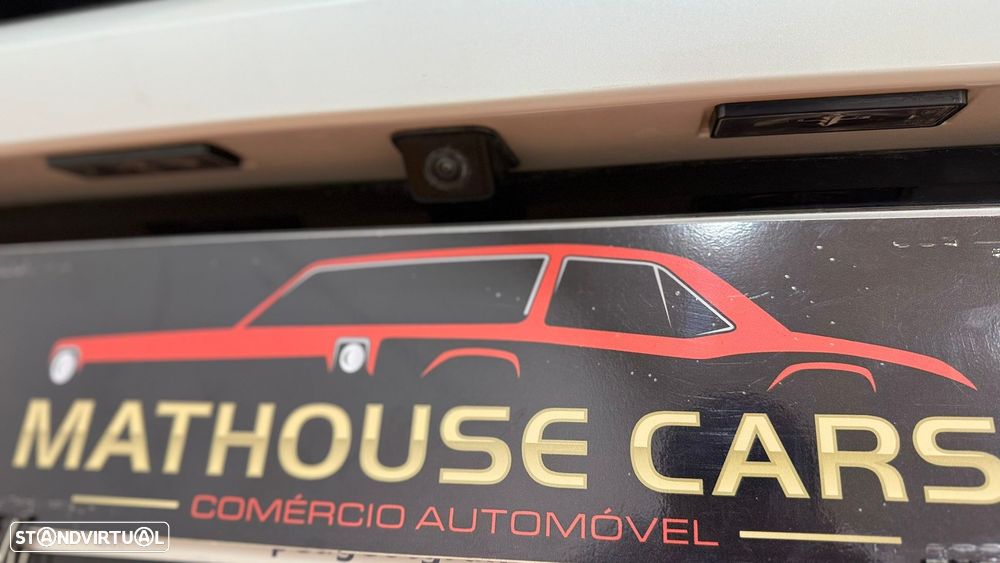 MATHOUSE CARS
COMÉRCIO AUTOMÓVEL
STANDVIRTUAL